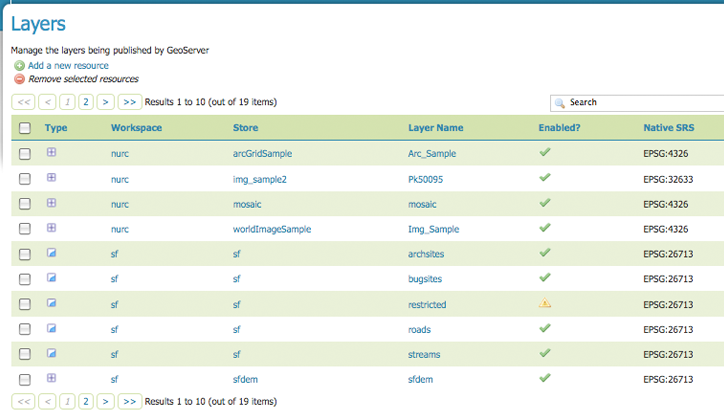 Layers
Manage the layers being published by GeoServer
Add a new resource
Remove selected resources
<< < 1 2 > >> Results 1 to 10 (out of 19 items) Search
Type Workspace Store Layer Name Enabled? Native SRS
nurc arcGridSample Arc_Sample EPSG:4326
nurc img_sample2 Pk50095 EPSG:32633
nurc mosaic mosaic EPSG:4326
nurc worldImageSample Img_Sample EPSG:4326
sf sf archsites EPSG:26713
sf sf bugsites EPSG:26713
sf sf restricted EPSG:26713
sf sf roads EPSG:26713
sf sf streams EPSG:26713
sf sfdem sfdem EPSG:26713
<< < 1 2 > >> Results 1 to 10 (out of 19 items)